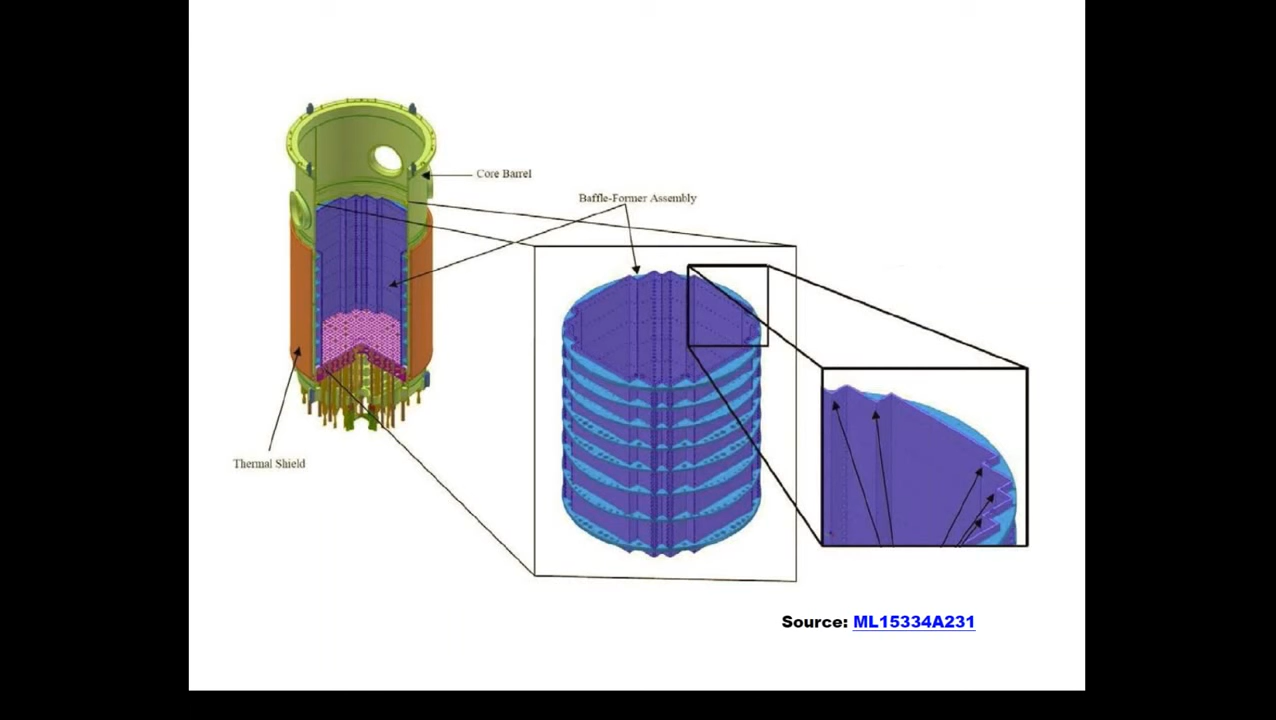 Core Barrel
Baffle-Former Assembly
Thermal Shield
Source: ML15334A231